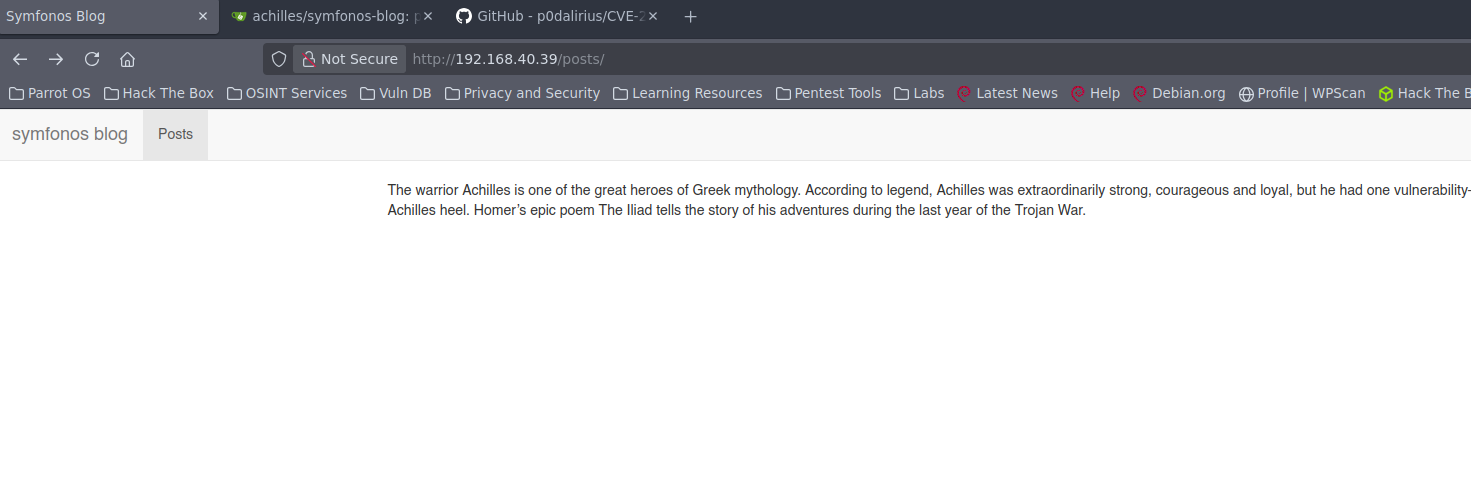 Symfonos Blog
achilles/symfonos-blog: p
GitHub - p0dalirius/CVE-2
Not Secure
http://192.168.40.39/posts/
Parrot OS Hack The Box OSINT Services Vuln DB Privacy and Security Learning Resources Pentest Tools Labs Latest News Help Debian.org Profile | WPScan Hack The B
symfonos blog Posts
The warrior Achilles is one of the great heroes of Greek mythology. According to legend, Achilles was extraordinarily strong, courageous and loyal, but he had one vulnerability-
Achilles heel. Homer’s epic poem The Iliad tells the story of his adventures during the last year of the Trojan War.